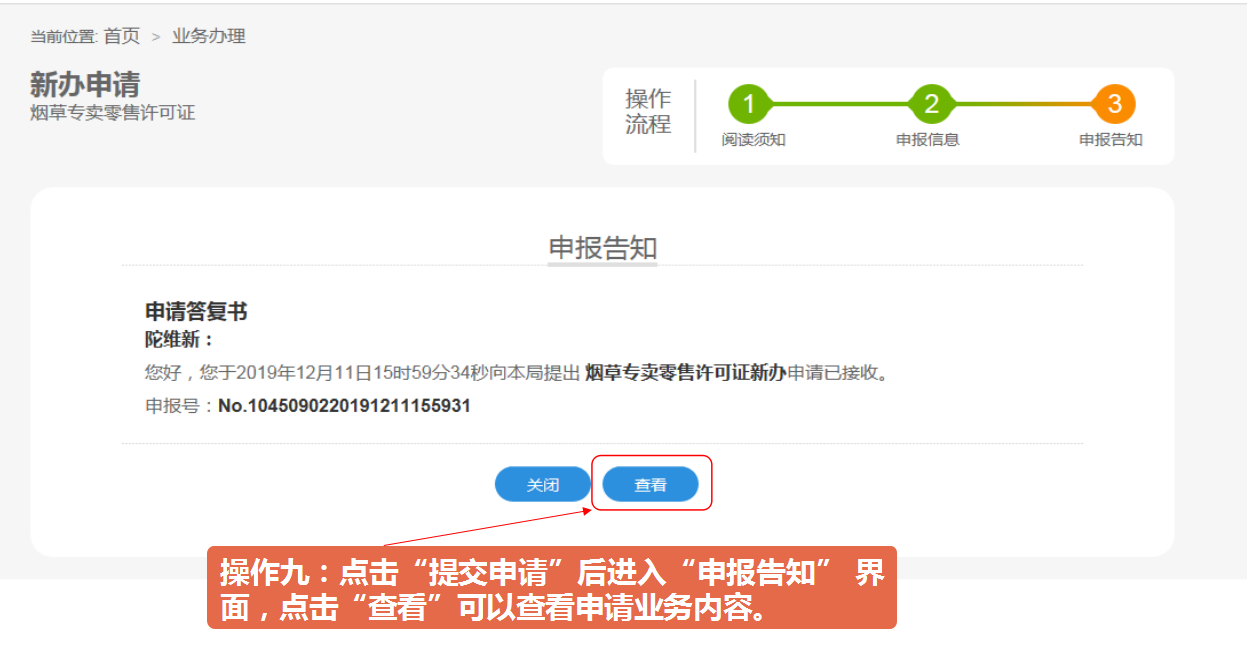 当前位置: 首页 > 业务办理
新办申请
烟草专卖零售许可证
操作
流程
1
2
3
阅读须知
申报信息
申报告知
申报告知
申请答复书
陀维新：
您好，您于2019年12月11日15时59分34秒向本局提出 烟草专卖零售许可证新办申请已接收。
申报号：No.1045090220191211155931
关闭
查看
操作九：点击“提交申请”后进入“申报告知” 界
面，点击“查看”可以查看申请业务内容。